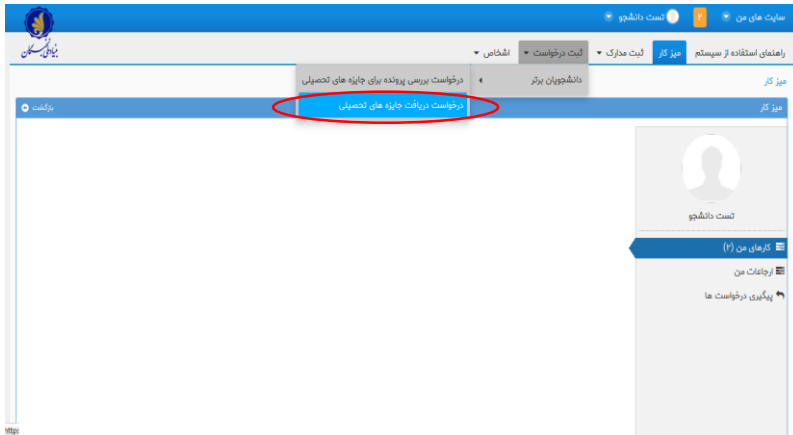 سایت های من ۲ تست دانشجو
بنیاد ملی نخبگان
راهنمای استفاده از سیستم میز کار ثبت مدارک ثبت درخواست اشخاص
دانشجویان برتر درخواست بررسی پرونده برای جایزه های تحصیلی
میز کار
درخواست دریافت جایزه های تحصیلی
میز کار بازگشت
تست دانشجو
کارهای من (۲)
ارجاعات من
پیگیری درخواست ها
https